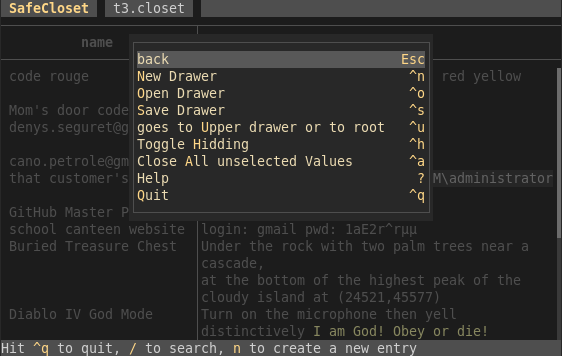 SafeCloset t3.closet
name
back Esc
code rouge New Drawer ^n red yellow
Open Drawer ^o
Mom's door code Save Drawer ^s
denys.seguret@g goes to Upper drawer or to root ^u
Toggle Hidding ^h
cano.petrole@gm Close All unselected Values ^a
that customer's Help ? M\administrator
Quit ^q
GitHub Master P
school canteen website login: gmail pwd: 1aE2r^rµµ
Buried Treasure Chest Under the rock with two palm trees near a
cascade,
at the bottom of the highest peak of the
cloudy island at (24521,45577)
Diablo IV God Mode Turn on the microphone then yell
distinctively I am God! Obey or die!
Hit ^q to quit, / to search, n to create a new entry